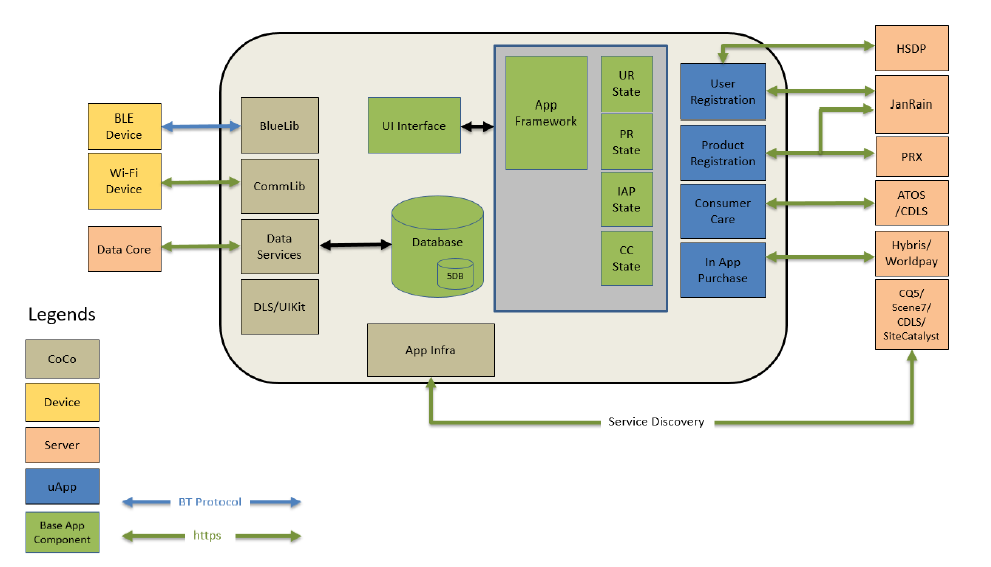 HSDP
User
Registration
JanRain
Product
Registration
PRX
Consumer
Care
ATOS
/CDLS
In App
Purchase
Hybris/
Worldpay
CQ5/
Scene7/
CDLS/
SiteCatalyst
App
Framework
UR
State
PR
State
IAP
State
CC
State
UI Interface
Database
SDB
BLE
Device
BlueLib
Wi-Fi
Device
CommLib
Data Core
Data
Services
DLS/UIKit
App Infra
Service Discovery
Legends
CoCo
Device
Server
uApp
Base App
Component
BT Protocol
https